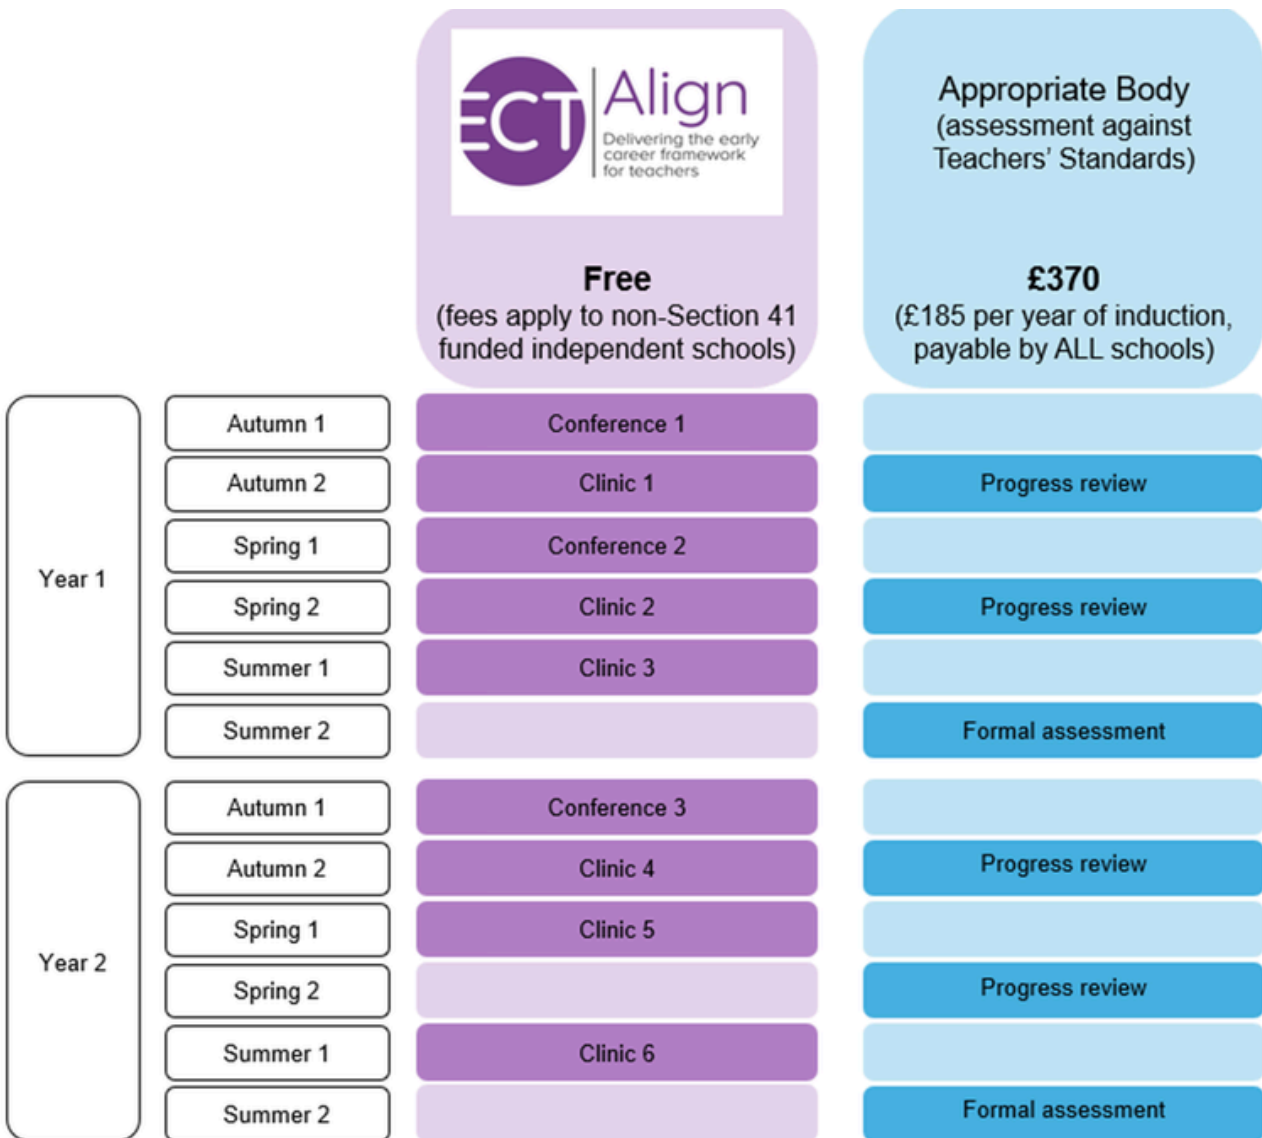 ECT
Align
Delivering the early
career framework
for teachers
Free
(fees apply to non-Section 41
funded independent schools)
Appropriate Body
(assessment against
Teachers' Standards)
£370
(£185 per year of induction,
payable by ALL schools)
Year 1
Autumn 1
Conference 1
Autumn 2
Clinic 1
Progress review
Spring 1
Conference 2
Spring 2
Clinic 2
Progress review
Summer 1
Clinic 3
Summer 2
Formal assessment
Year 2
Autumn 1
Conference 3
Autumn 2
Clinic 4
Progress review
Spring 1
Clinic 5
Spring 2
Progress review
Summer 1
Clinic 6
Summer 2
Formal assessment